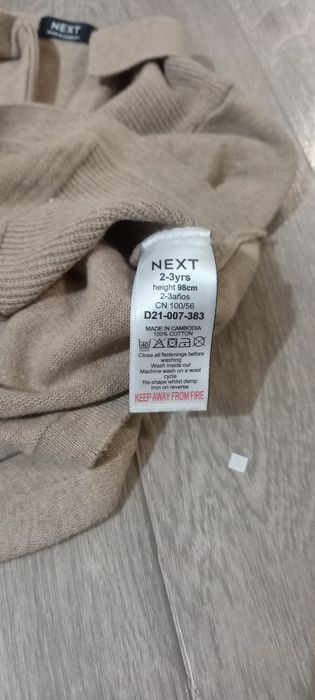 NEXT
NEXT
2-3yrs
height 98cm
2-3años
CN 100/56
D21-007-383
MADE IN CAMBODIA
100% COTTON
40
Close all fastenings before
washing
Wash inside out
Machine wash on a wool
cycle
Re-shape whilst damp
Iron on reverse
KEEP AWAY FROM FIRE